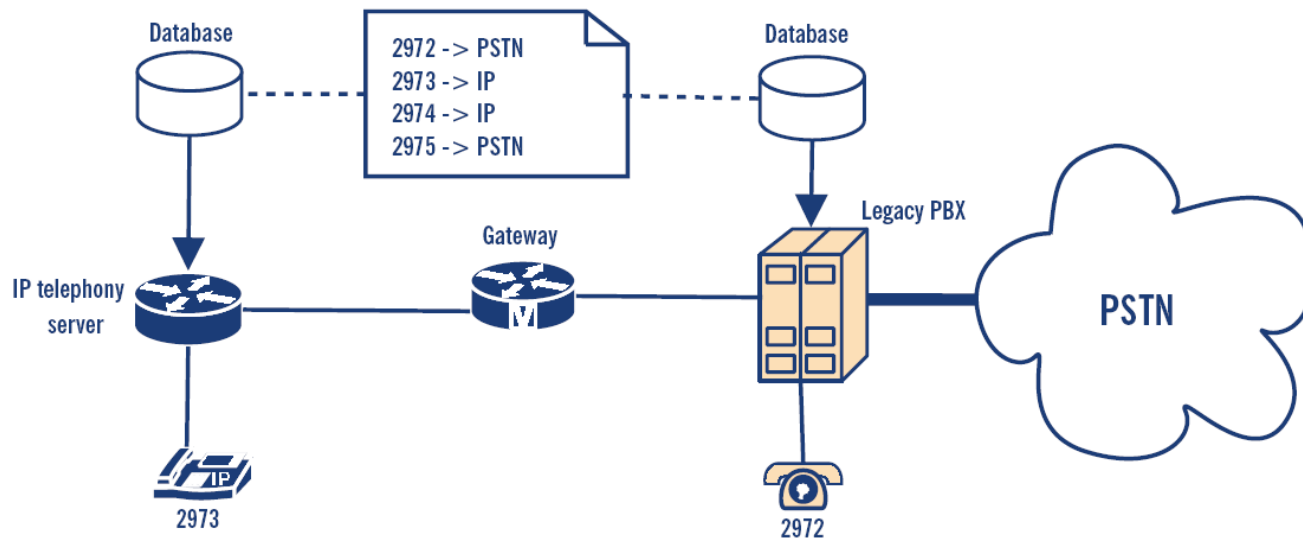 Database
2972 -> PSTN
2973 -> IP
2974 -> IP
2975 -> PSTN
Database
Legacy PBX
Gateway
IP telephony
server
PSTN
M
IP
2973
2972